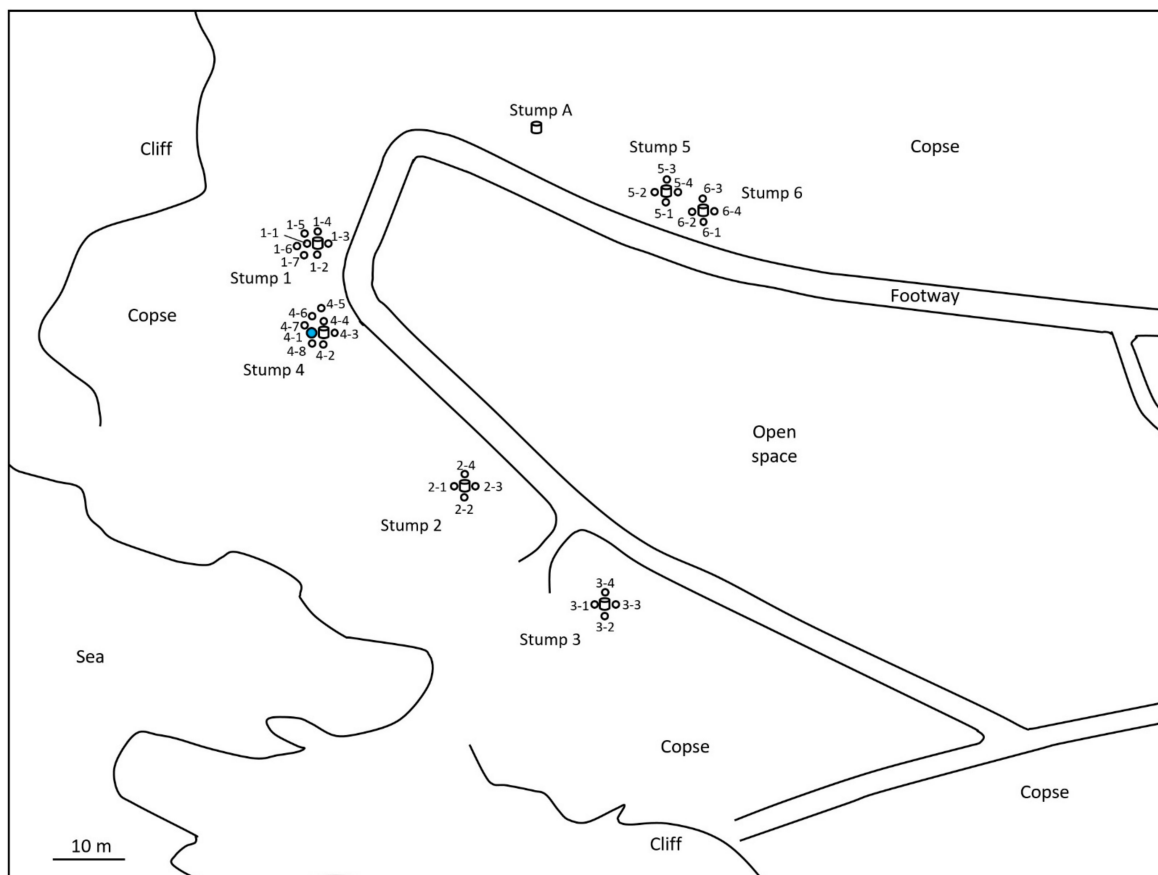 Stump A
Cliff
Stump 5
Copse
5-3
5-4
5-2
5-1
6-3
Stump 6
6-4
6-2
6-1
1-5
1-4
1-1
1-3
1-6
1-7
1-2
Stump 1
Footway
Copse
4-5
4-6
4-4
4-7
4-3
4-1
4-8
4-2
Stump 4
Open
space
2-4
2-1
2-3
2-2
Stump 2
3-4
3-1
3-3
3-2
Stump 3
Sea
Copse
Copse
10 m
Cliff